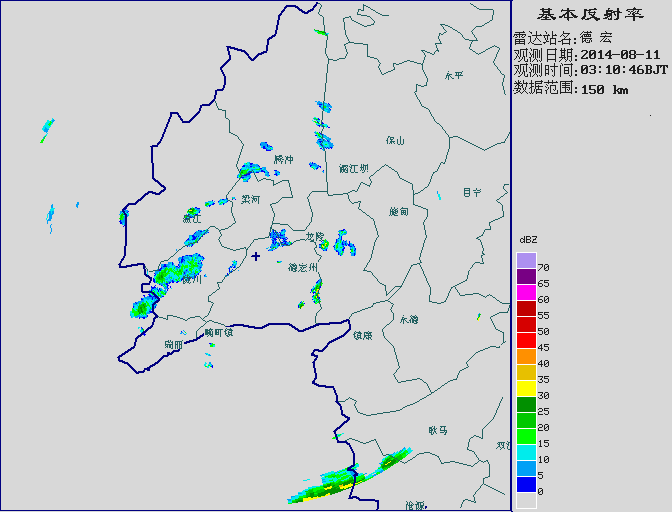 基本反射率
雷达站名:德 宏
观测日期:2014-08-11
观测时间:03:10:46BJT
数据范围:150 km
永平
保山
腾冲
潞江坝
昌宁
梁河
施甸
盈江
龙陵
德宏州
陇川
永德
畹町镇
镇康
瑞丽
耿马
双江
沧源
dBZ
70
65
60
55
50
45
40
35
30
25
20
15
10
5
0